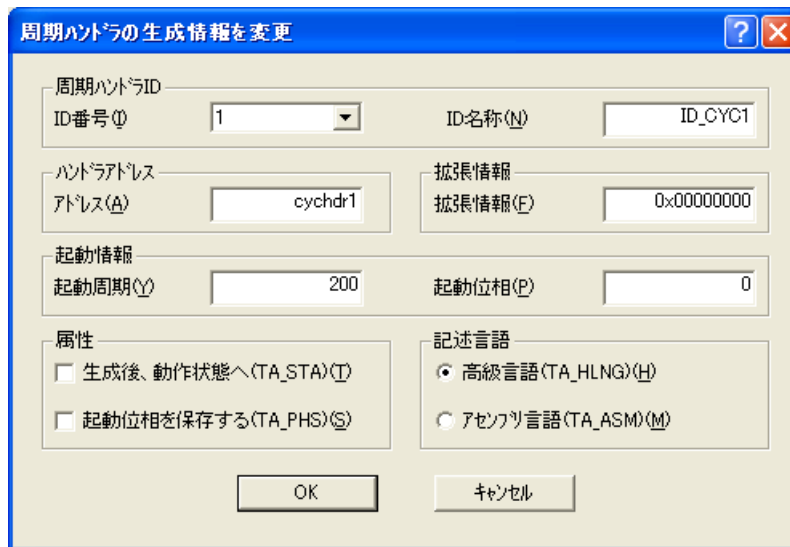 周期ﾊﾝﾄﾞﾗの生成情報を変更
周期ﾊﾝﾄﾞﾗID
ID番号(I) 1 ID名称(N) ID_CYC1
ﾊﾝﾄﾞﾗｱﾄﾞﾚｽ 拡張情報
ｱﾄﾞﾚｽ(A) cychdr1 拡張情報(F) 0x00000000
起動情報
起動周期(Y) 200 起動位相(P) 0
属性 記述言語
生成後、動作状態へ(TA_STA)(T) 高級言語(TA_HLNG)(H)
起動位相を保存する(TA_PHS)(S) ｱｾﾝﾌﾞﾘ言語(TA_ASM)(M)
OK ｷｬﾝｾﾙ